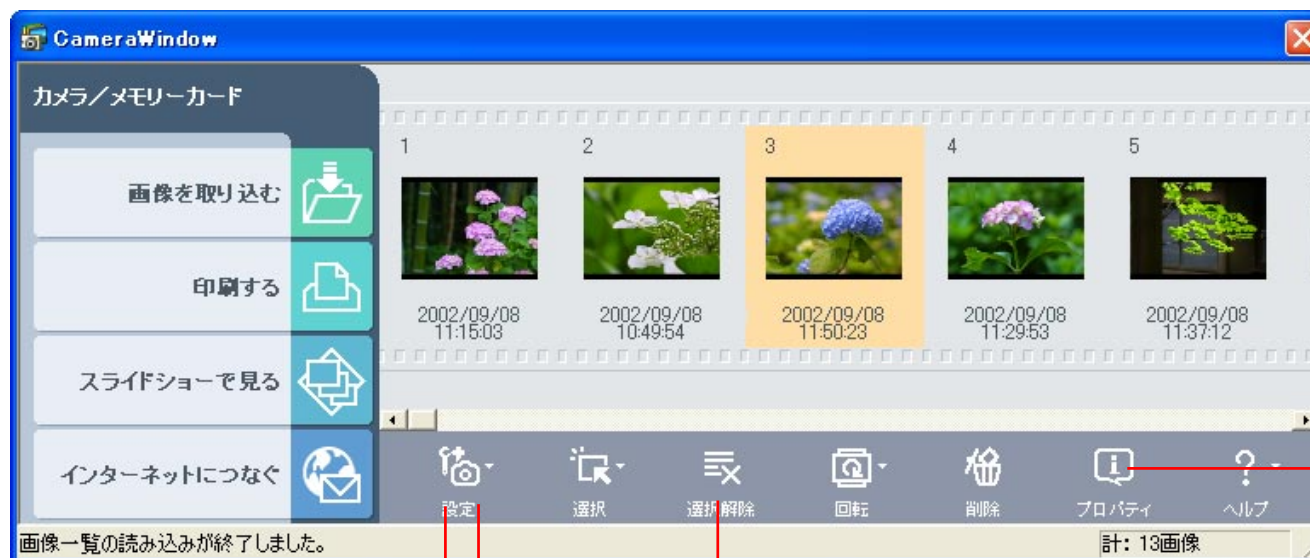 CameraWindow
カメラ／メモリーカード
画像を取り込む
印刷する
スライドショーで見る
インターネットにつなぐ
1
2
3
4
5
2002/09/08
11:15:03
2002/09/08
10:49:54
2002/09/08
11:50:23
2002/09/08
11:29:53
2002/09/08
11:37:12
設定
選択
選択解除
回転
削除
プロパティ
ヘルプ
画像一覧の読み込みが終了しました。
計: 13画像